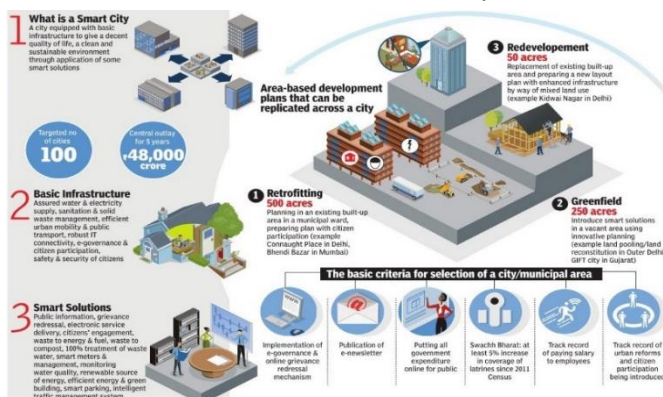 1
What is a Smart City
A city equipped with basic
infrastructure to give a decent
quality of life, a clean and
sustainable environment
through application of some
smart solutions
Targeted no
of cities
100
Central outlay
for 5 years
₹48,000
crore
2
Basic Infrastructure
Assured water & electricity
supply, sanitation & solid
waste management, efficient
urban mobility & public
transport, robust IT
connectivity, e-governance &
citizen participation,
safety & security of citizens
3
Smart Solutions
Public information, grievance
redressal, electronic service
delivery, citizens' engagement,
waste to energy & fuel, waste to
compost, 100% treatment of waste
water, smart meters &
management, monitoring
water quality, renewable source
of energy, efficient energy & green
building, smart parking, intelligent
traffic management system
Area-based development
plans that can be
replicated across a city
1 Retrofitting
500 acres
Planning in an existing built-up
area in a municipal ward,
preparing plan with citizen
participation (example
Connaught Place in Delhi,
Bhendi Bazar in Mumbai)
3 Redevelopement
50 acres
Replacement of existing built-up
area and preparing a new layout
plan with enhanced infrastructure
by way of mixed land use
(example Kidwai Nagar in Delhi)
2 Greenfield
250 acres
Introduce smart solutions
in a vacant area using
innovative planning
(example land pooling/land
reconstitution in Outer Delhi,
GIFT city in Gujarat)
The basic criteria for selection of a city/municipal area
Implementation of
e-governance &
online grievance
redressal
mechanism
Publication of
e-newsletter
Putting all
government
expenditure
online for public
Swachh Bharat: at
least 5% increase
in coverage of
latrines since 2011
Census
Track record
of paying salary
to employees
Track record of
urban reforms
and citizen
participation
being introduced